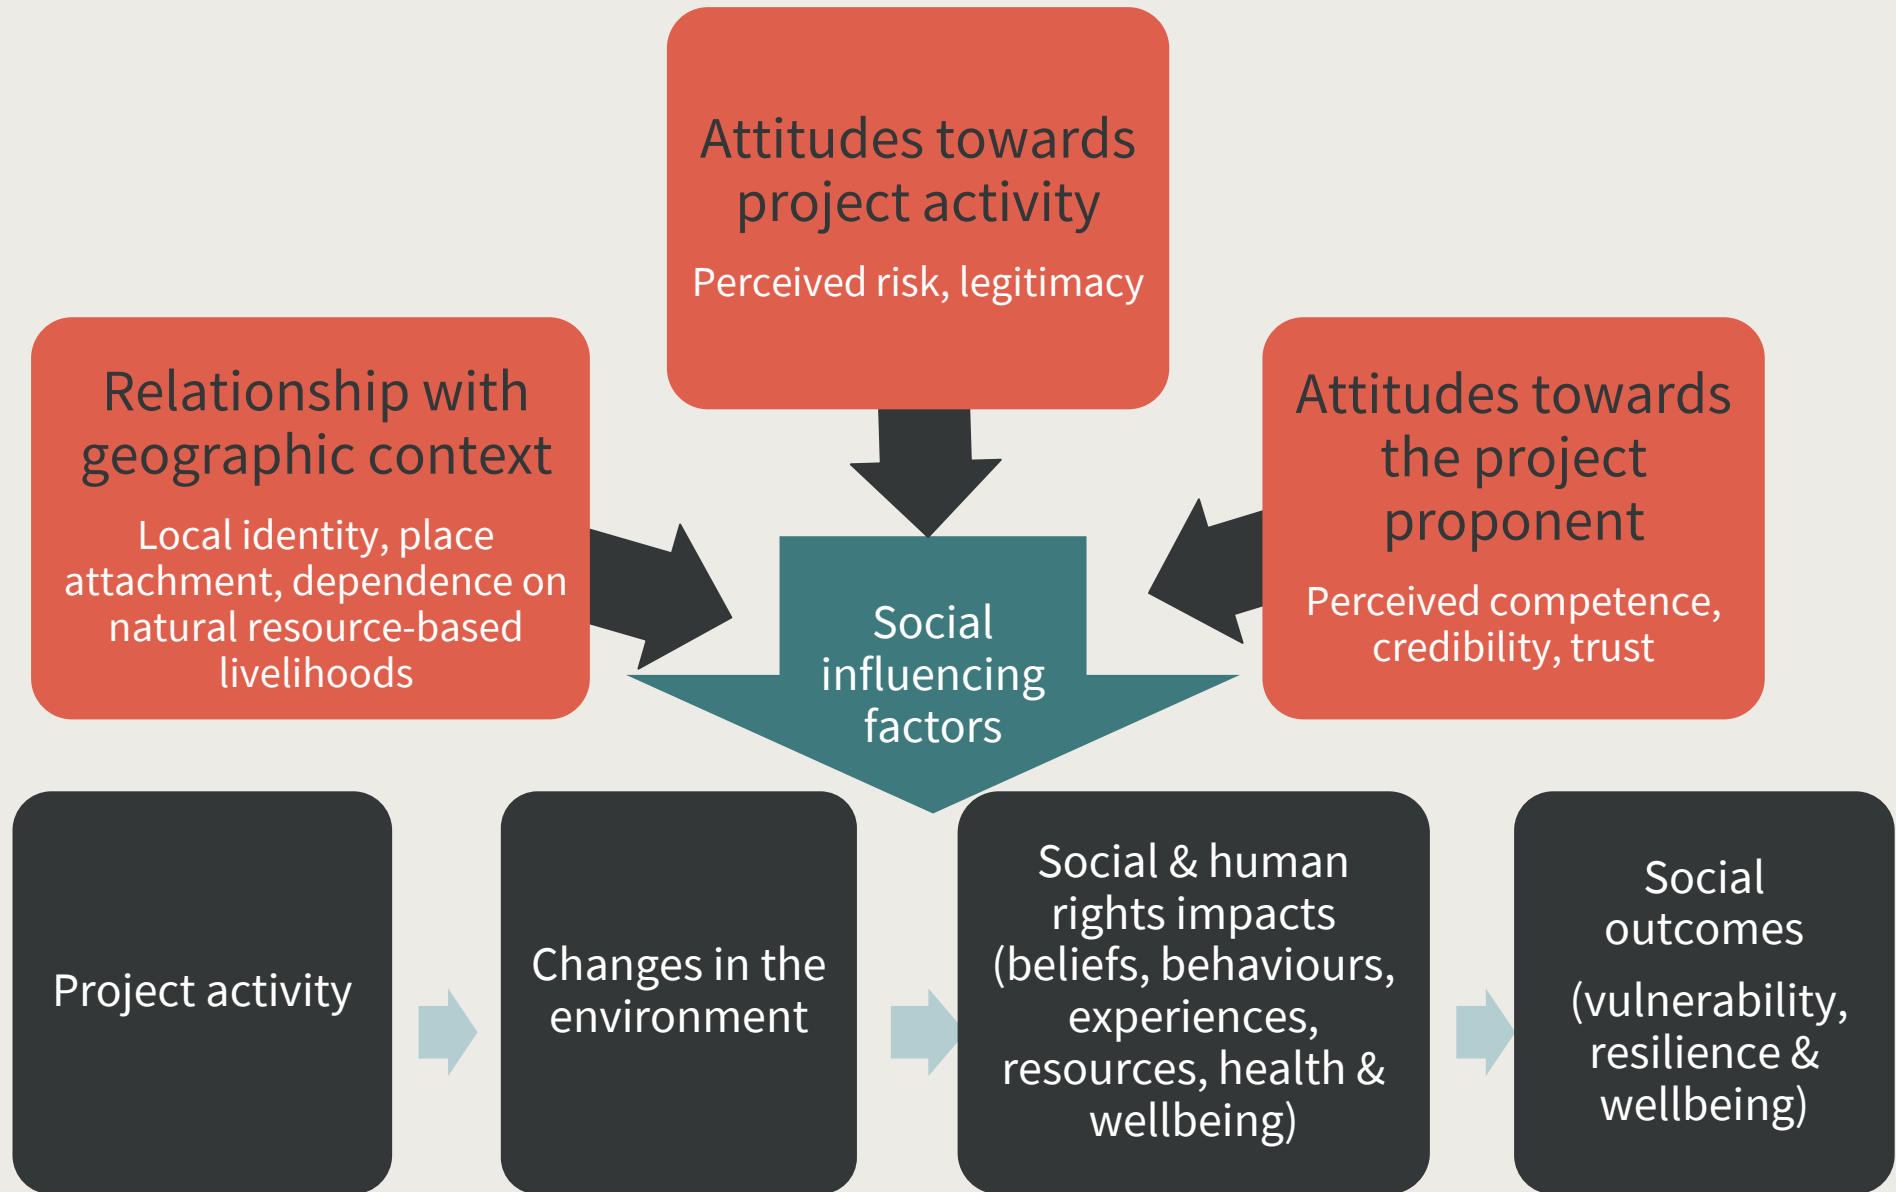 Attitudes towards
project activity
Perceived risk, legitimacy
Relationship with
geographic context
Local identity, place
attachment, dependence on
natural resource-based
livelihoods
Attitudes towards
the project
proponent
Perceived competence,
credibility, trust
Social
influencing
factors
Project activity
Changes in the
environment
Social & human
rights impacts
(beliefs, behaviours,
experiences,
resources, health &
wellbeing)
Social
outcomes
(vulnerability,
resilience &
wellbeing)